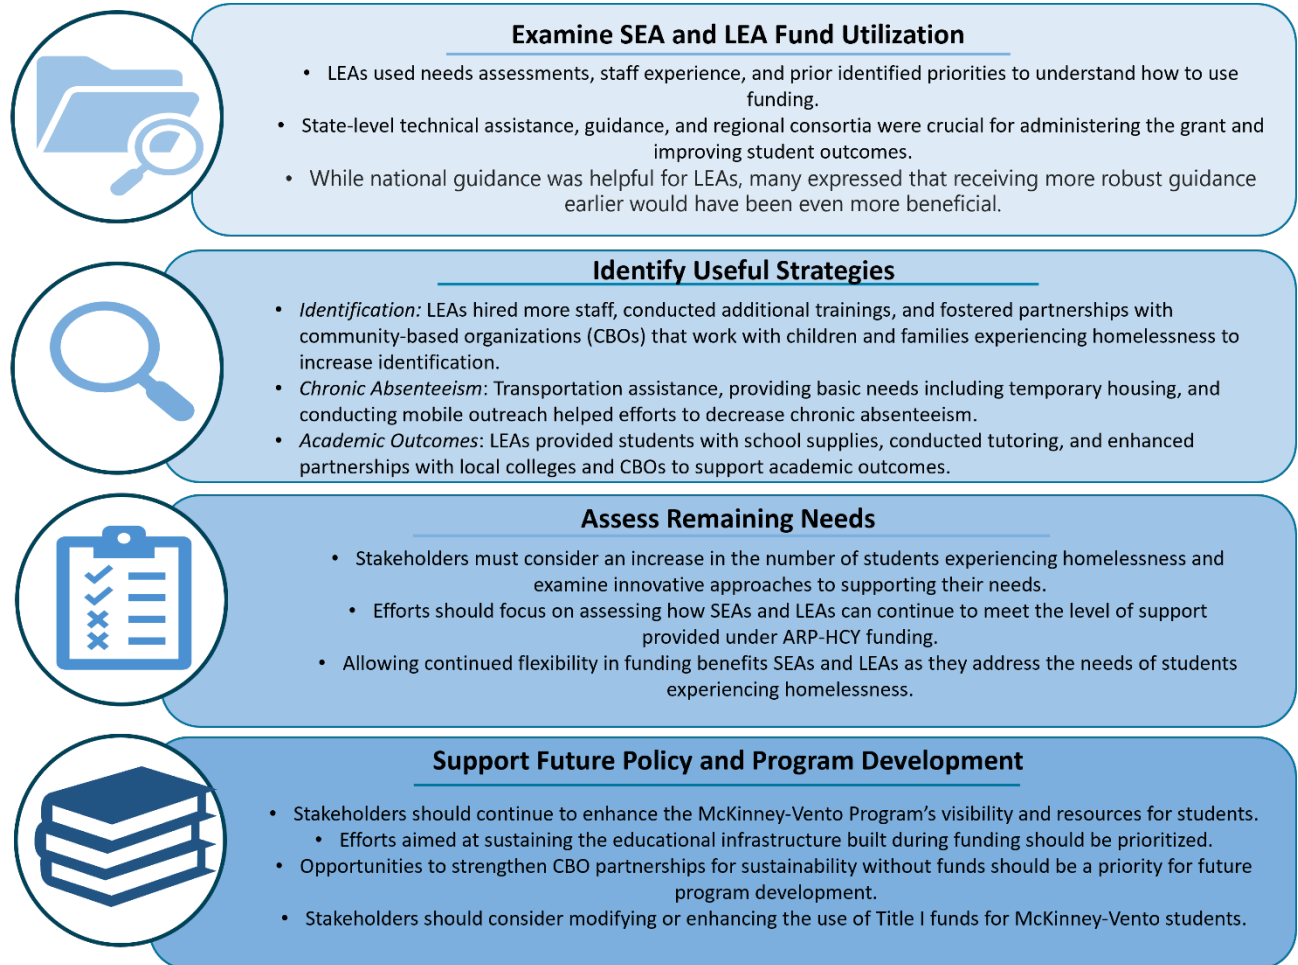 Examine SEA and LEA Fund Utilization
• LEAs used needs assessments, staff experience, and prior identified priorities to understand how to use
funding.
• State-level technical assistance, guidance, and regional consortia were crucial for administering the grant and
improving student outcomes.
• While national guidance was helpful for LEAs, many expressed that receiving more robust guidance
earlier would have been even more beneficial.
Identify Useful Strategies
• Identification: LEAs hired more staff, conducted additional trainings, and fostered partnerships with
community-based organizations (CBOs) that work with children and families experiencing homelessness to
increase identification.
• Chronic Absenteeism: Transportation assistance, providing basic needs including temporary housing, and
conducting mobile outreach helped efforts to decrease chronic absenteeism.
• Academic Outcomes: LEAs provided students with school supplies, conducted tutoring, and enhanced
partnerships with local colleges and CBOs to support academic outcomes.
Assess Remaining Needs
• Stakeholders must consider an increase in the number of students experiencing homelessness and
examine innovative approaches to supporting their needs.
• Efforts should focus on assessing how SEAs and LEAs can continue to meet the level of support
provided under ARP-HCY funding.
• Allowing continued flexibility in funding benefits SEAs and LEAs as they address the needs of students
experiencing homelessness.
Support Future Policy and Program Development
• Stakeholders should continue to enhance the McKinney-Vento Program’s visibility and resources for students.
• Efforts aimed at sustaining the educational infrastructure built during funding should be prioritized.
• Opportunities to strengthen CBO partnerships for sustainability without funds should be a priority for future
program development.
• Stakeholders should consider modifying or enhancing the use of Title I funds for McKinney-Vento students.